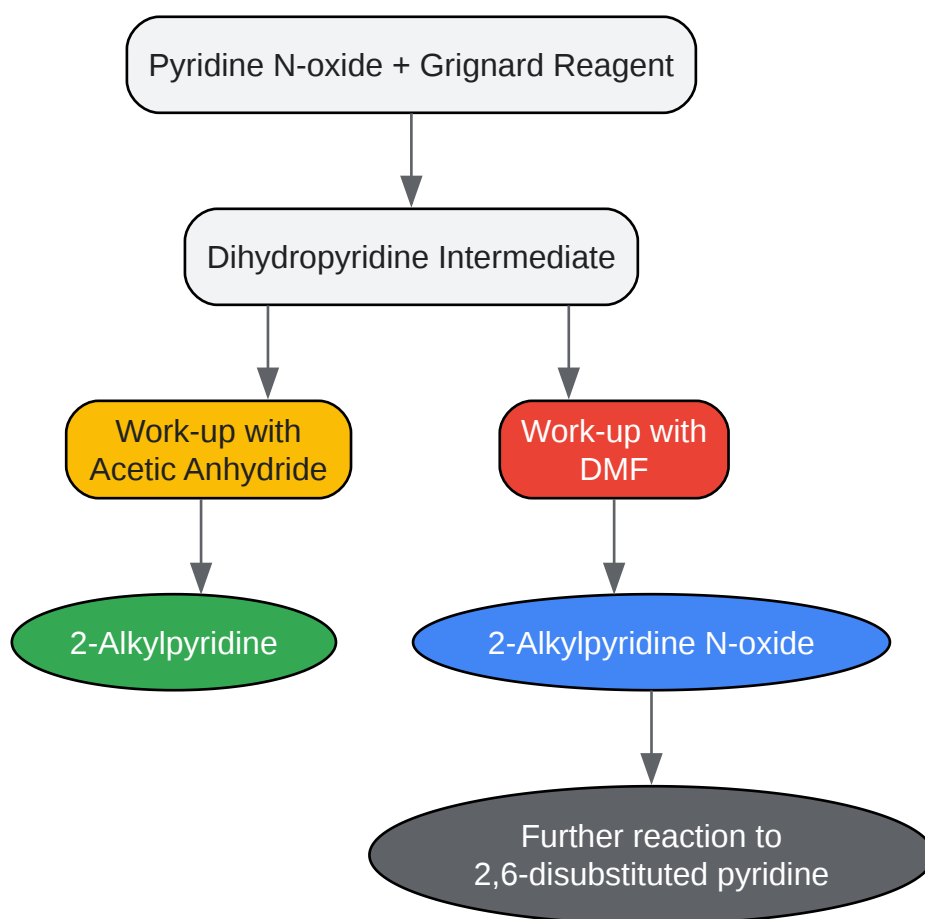 Pyridine N-oxide + Grignard Reagent
Dihydropyridine Intermediate
Work-up with
Acetic Anhydride
Work-up with
DMF
2-Alkylpyridine
2-Alkylpyridine N-oxide
Further reaction to
2,6-disubstituted pyridine